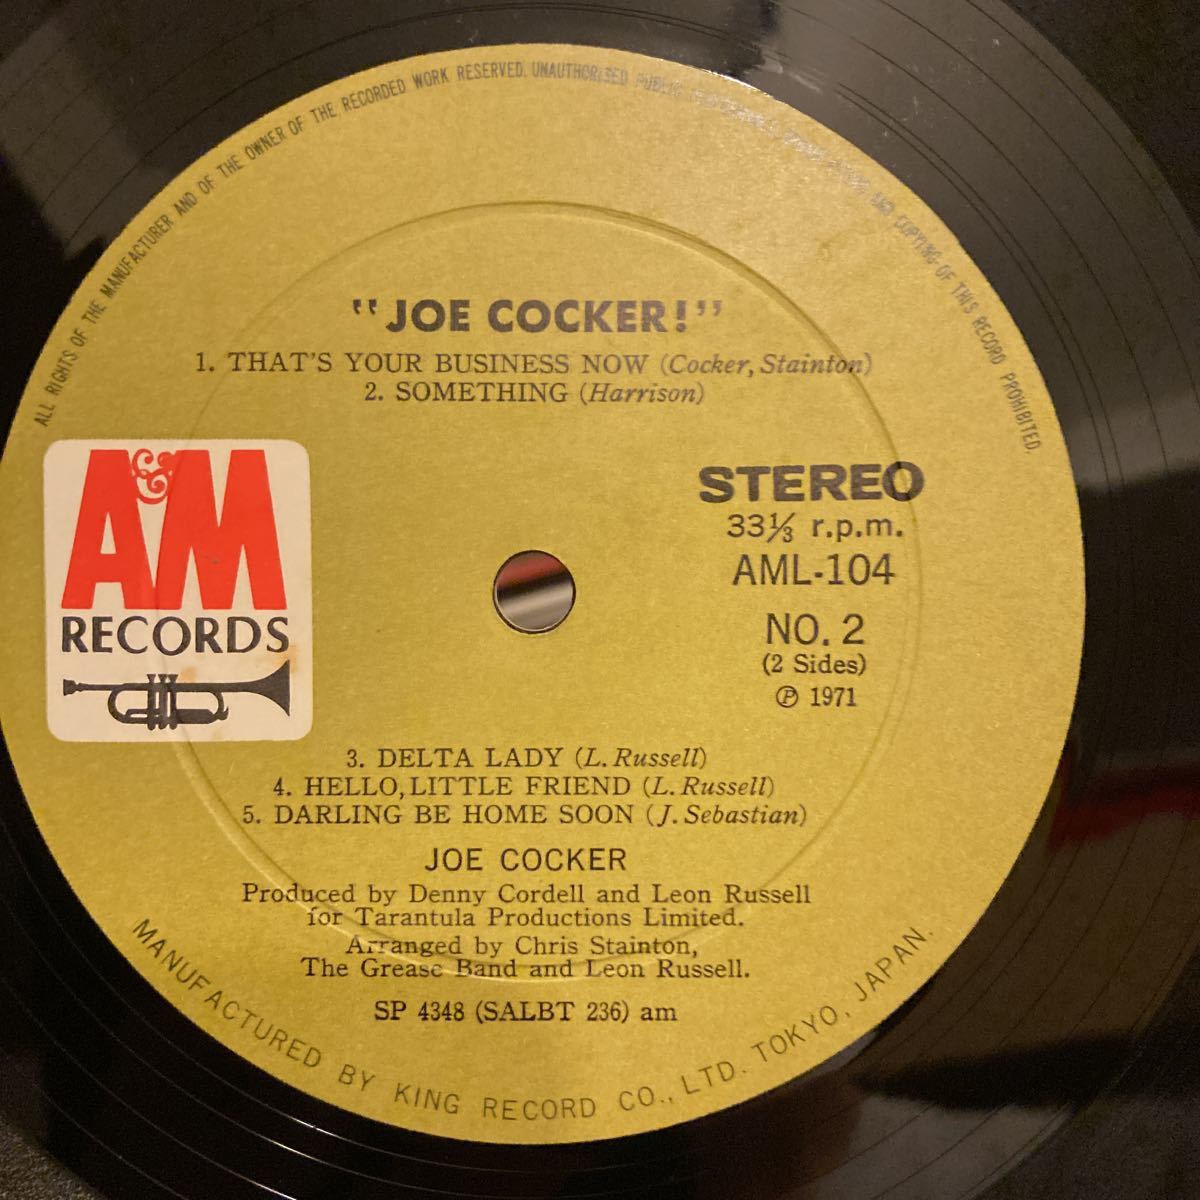 ALL RIGHTS OF THE MANUFACTURER AND OF THE OWNER OF THE RECORDED WORK RESERVED. UNAUTHORISED PUBLIC AND COPYING OF THIS RECORD PROHIBITED.
"JOE COCKER!"
1. THAT'S YOUR BUSINESS NOW (Cocker, Stainton)
2. SOMETHING (Harrison)
A&M
RECORDS
STEREO
33⅓ r.p.m.
AML-104
NO. 2
(2 Sides)
Ⓟ 1971
3. DELTA LADY (L. Russell)
4. HELLO, LITTLE FRIEND (L. Russell)
5. DARLING BE HOME SOON (J. Sebastian)
JOE COCKER
Produced by Denny Cordell and Leon Russell
for Tarantula Productions Limited.
Arranged by Chris Stainton,
The Grease Band and Leon Russell.
SP 4348 (SALBT 236) am
MANUFACTURED BY KING RECORD CO., LTD. TOKYO, JAPAN.